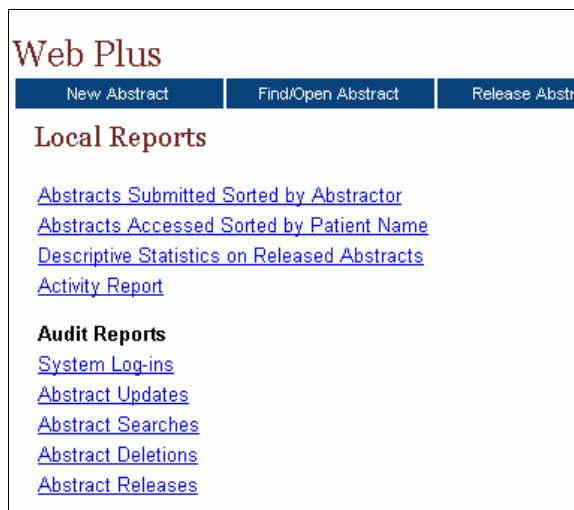 Web Plus
New Abstract Find/Open Abstract Release Abstr
Local Reports
Abstracts Submitted Sorted by Abstractor
Abstracts Accessed Sorted by Patient Name
Descriptive Statistics on Released Abstracts
Activity Report
Audit Reports
System Log-ins
Abstract Updates
Abstract Searches
Abstract Deletions
Abstract Releases